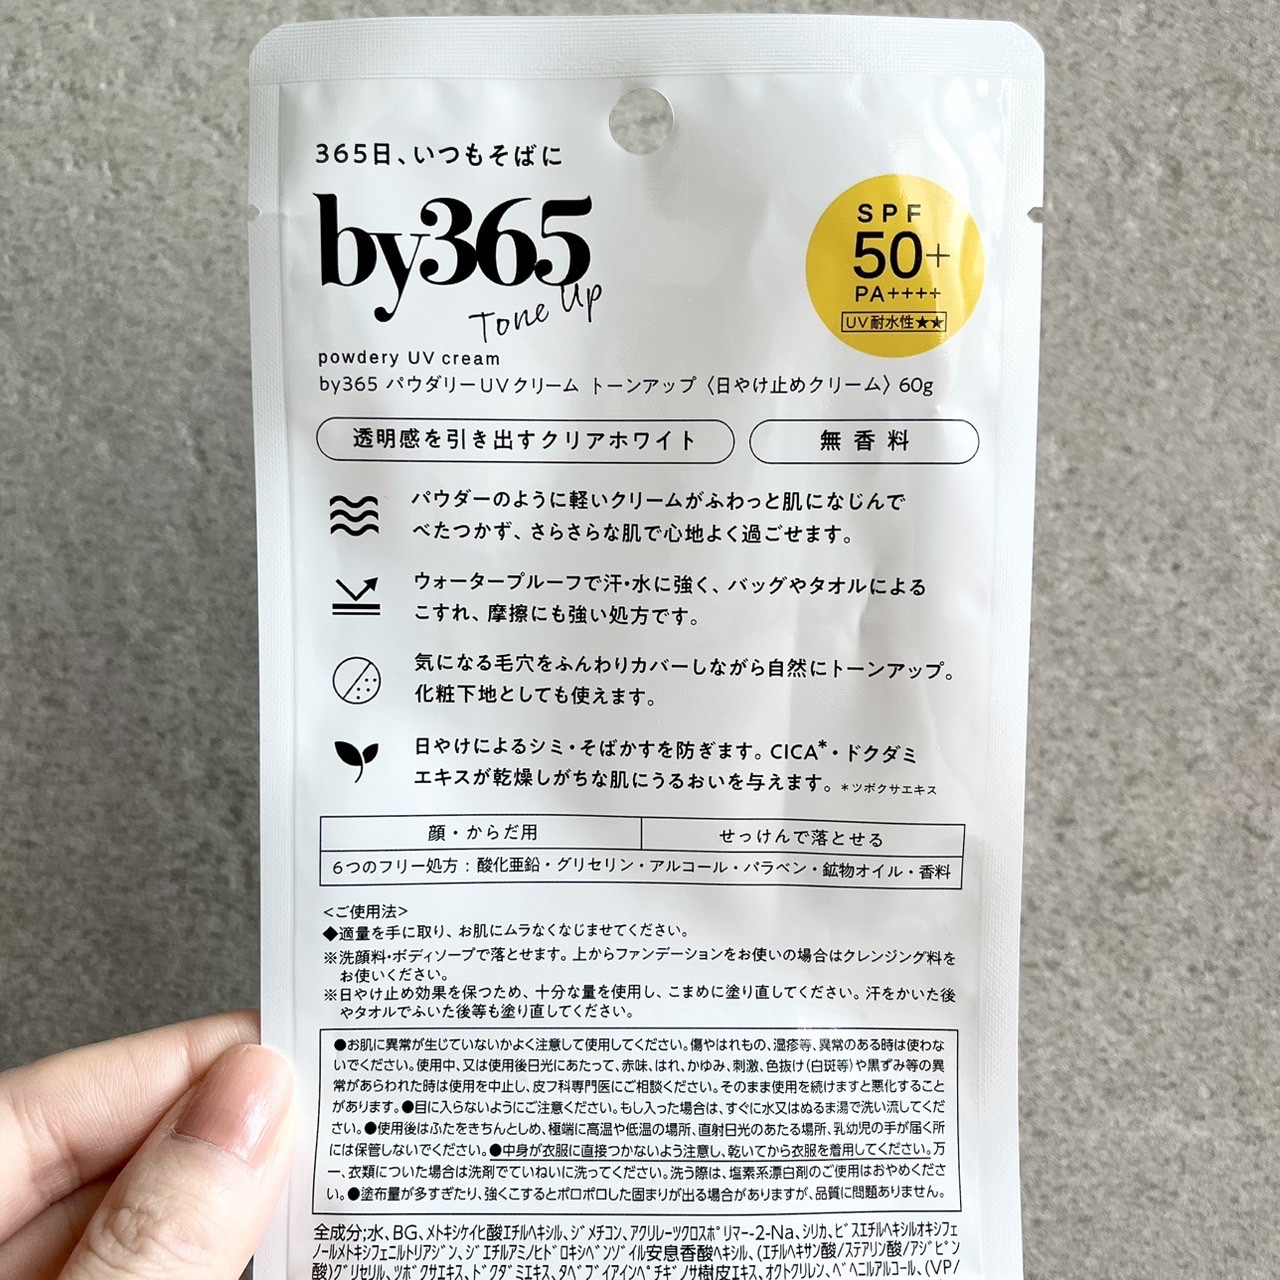 365日、いつもそばに
by365
Tone Up
SPF
50+
PA++++
UV耐水性★★
powdery UV cream
by365 パウダリーUVクリーム トーンアップ〈日やけ止めクリーム〉60g
透明感を引き出すクリアホワイト
無香料
パウダーのように軽いクリームがふわっと肌になじんで
べたつかず、さらさらな肌で心地よく過ごせます。
ウォータープルーフで汗・水に強く、バッグやタオルによる
こすれ、摩擦にも強い処方です。
気になる毛穴をふんわりカバーしながら自然にトーンアップ。
化粧下地としても使えます。
日やけによるシミ・そばかすを防ぎます。CICA*・ドクダミ
エキスが乾燥しがちな肌にうるおいを与えます。 *ツボクサエキス
顔・からだ用
せっけんで落とせる
6つのフリー処方:酸化亜鉛・グリセリン・アルコール・パラベン・鉱物オイル・香料
<ご使用法>
◆適量を手に取り、お肌にムラなくなじませてください。
※洗顔料・ボディソープで落とせます。上からファンデーションをお使いの場合はクレンジング料を
お使いください。
※日やけ止め効果を保つため、十分な量を使用し、こまめに塗り直してください。汗をかいた後
やタオルでふいた後等も塗り直してください。
●お肌に異常が生じていないかよく注意して使用してください。傷やはれもの、湿疹等、異常のある時は使わな
いでください。使用中、又は使用後日光にあたって、赤味、はれ、かゆみ、刺激、色抜け(白斑等)や黒ずみ等の異
常があらわれた時は使用を中止し、皮フ科専門医にご相談ください。そのまま使用を続けますと悪化すること
があります。●目に入らないようにご注意ください。もし入った場合は、すぐに水又はぬるま湯で洗い流してくだ
さい。●使用後はふたをきちんとしめ、極端に高温や低温の場所、直射日光のあたる場所、乳幼児の手が届く所
には保管しないでください。●中身が衣服に直接つかないよう注意し、乾いてから衣服を着用してください。万
一、衣類についた場合は洗剤でていねいに洗ってください。洗う際は、塩素系漂白剤のご使用はおやめくださ
い。●塗布量が多すぎたり、強くこするとポロポロした固まりが出る場合がありますが、品質に問題ありません。
全成分;水、BG、メトキシケイヒ酸エチルヘキシル、ジメチコン、アクリレーツクロスポリマー-2-Na、シリカ、ビスエチルヘキシルオキシフェ
ノールメトキシフェニルトリアジン、ジエチルアミノヒドロキシベンゾイル安息香酸ヘキシル、(エチルヘキサン酸/ステアリン酸/アジピン
酸)グリセリル、ツボクサエキス、ドクダミエキス、タベブイアインペチギノサ樹皮エキス、オクトクリレン、ベヘニルアルコール、(VP/